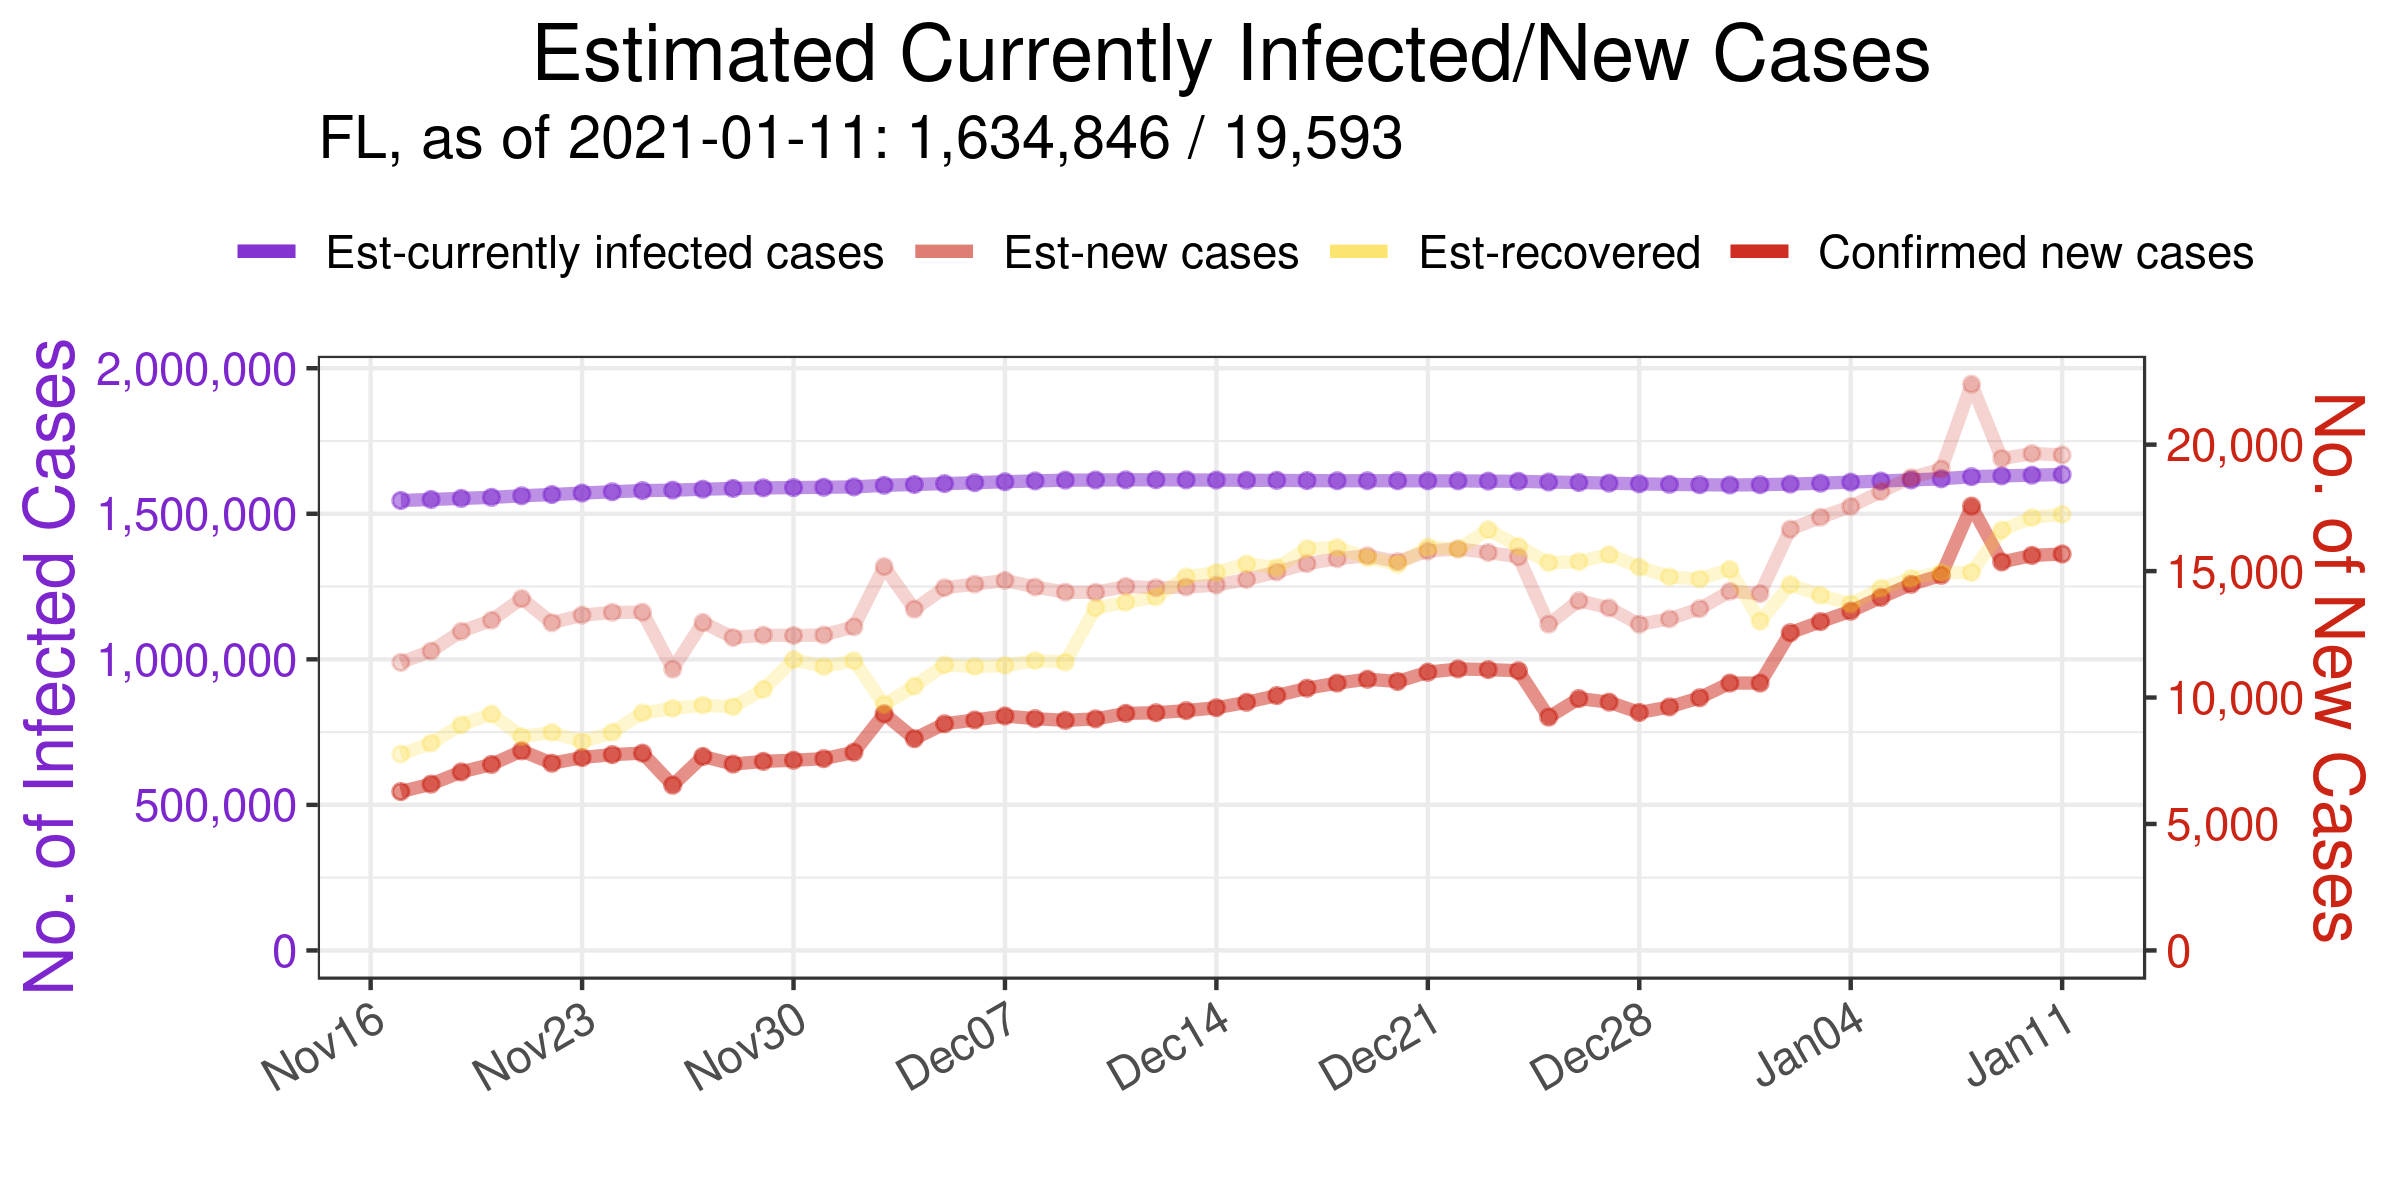 Estimated Currently Infected/New Cases
FL, as of 2021-01-11: 1,634,846 / 19,593
Est-currently infected cases Est-new cases Est-recovered Confirmed new cases
No. of Infected Cases
2,000,000
1,500,000
1,000,000
500,000
0
20,000
15,000
10,000
5,000
0
No. of New Cases
Nov16 Nov23 Nov30 Dec07 Dec14 Dec21 Dec28 Jan04 Jan11